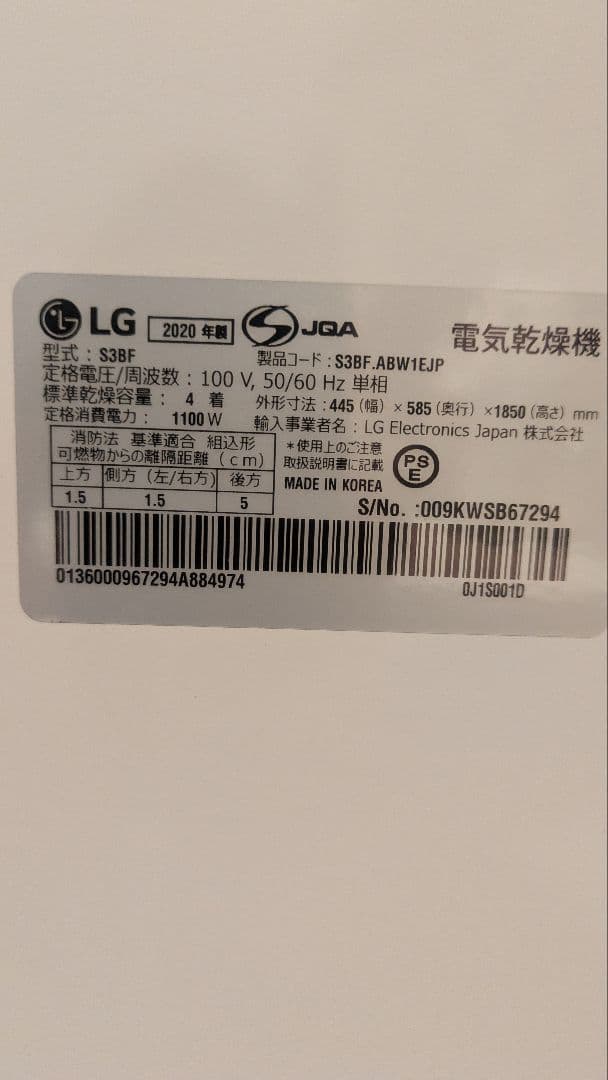 LG 2020 年製 S JQA 電気乾燥機
型式：S3BF 製品コード：S3BF.ABW1EJP
定格電圧/周波数：100 V, 50/60 Hz 単相
標準乾燥容量： 4 着 外形寸法：445（幅）×585（奥行）×1850（高さ）mm
定格消費電力： 1100 W 輸入事業者名：LG Electronics Japan 株式会社
消防法 基準適合 組込形
可燃物からの離隔距離（cm）
上方 側方（左/右方） 後方
1.5 1.5 5
＊使用上のご注意
取扱説明書に記載
PS
E
MADE IN KOREA
S/No. :009KWSB67294
0136000967294A884974 0J1S001D